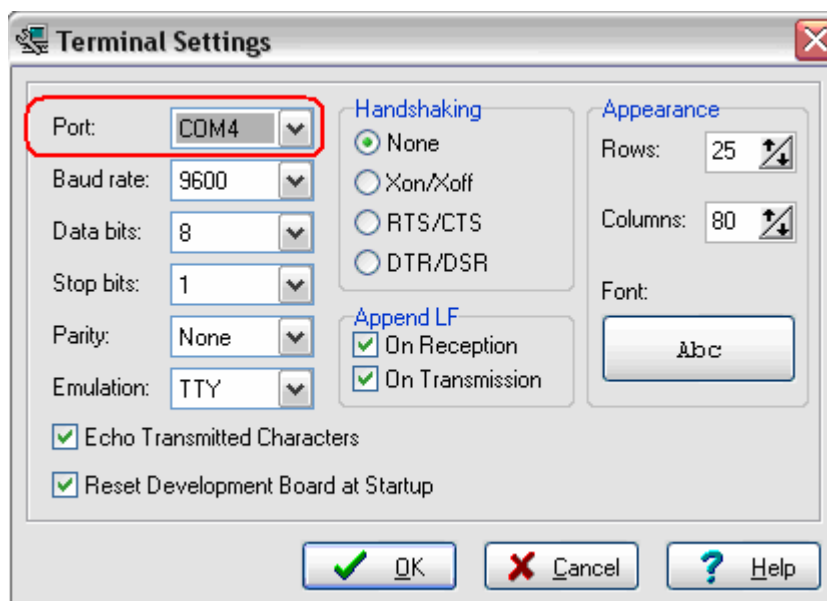 Terminal Settings
Port: COM4
Baud rate: 9600
Data bits: 8
Stop bits: 1
Parity: None
Emulation: TTY
Echo Transmitted Characters
Reset Development Board at Startup
Handshaking
None
Xon/Xoff
RTS/CTS
DTR/DSR
Append LF
On Reception
On Transmission
Appearance
Rows: 25
Columns: 80
Font:
Abc
OK Cancel Help